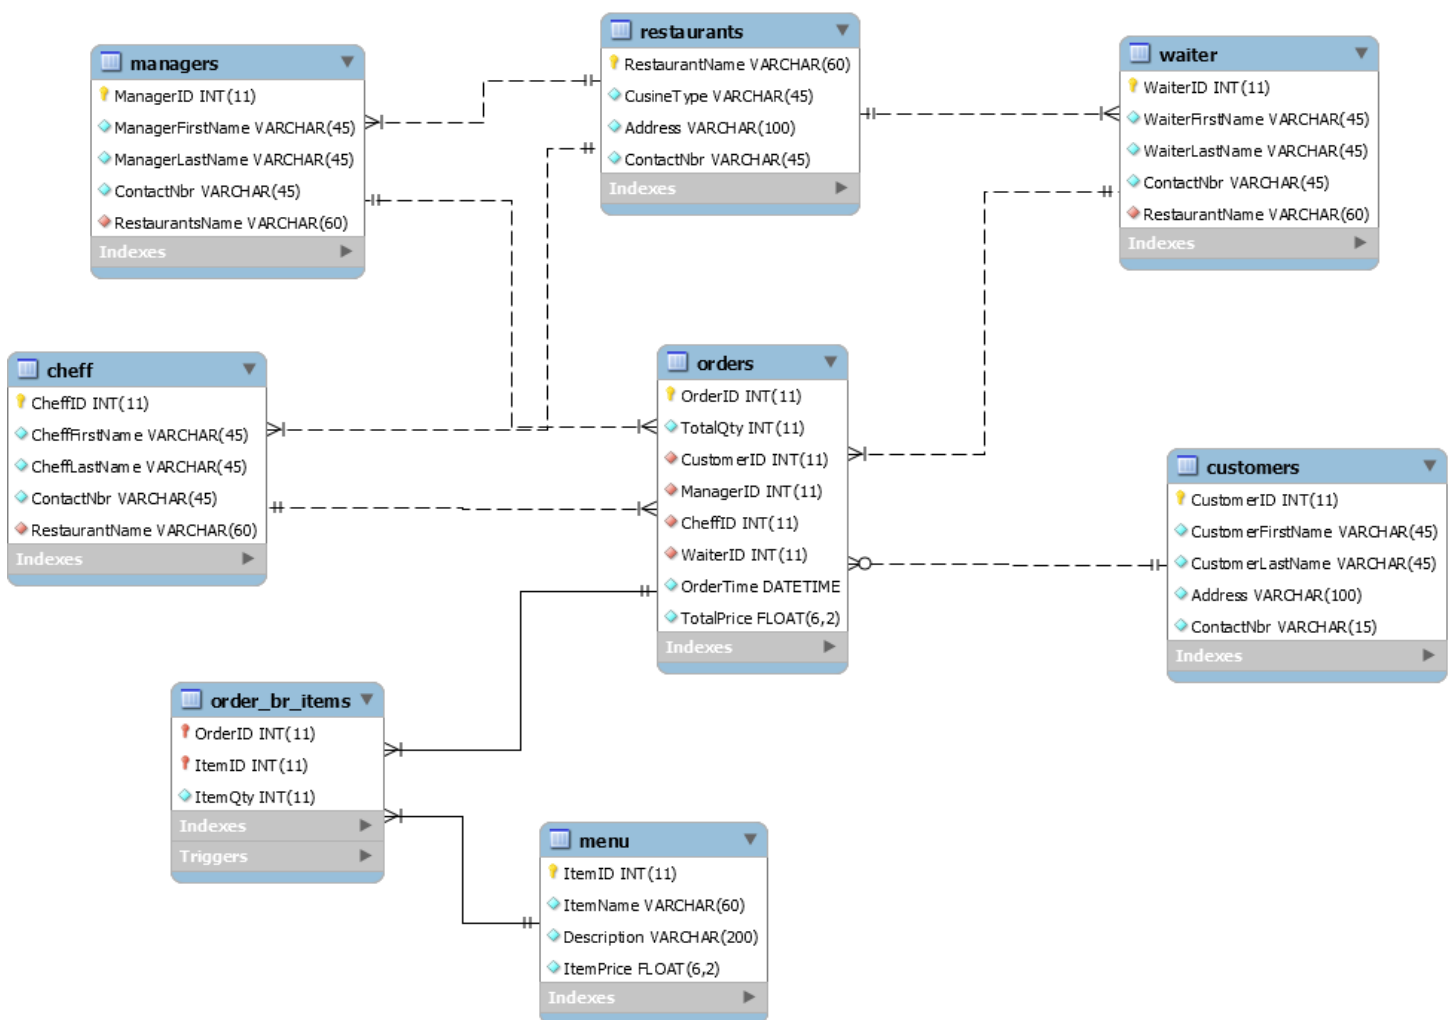 managers
ManagerID INT(11)
ManagerFirstName VARCHAR(45)
ManagerLastName VARCHAR(45)
ContactNbr VARCHAR(45)
RestaurantsName VARCHAR(60)
Indexes
restaurants
RestaurantName VARCHAR(60)
CusineType VARCHAR(45)
Address VARCHAR(100)
ContactNbr VARCHAR(45)
Indexes
waiter
WaiterID INT(11)
WaiterFirstName VARCHAR(45)
WaiterLastName VARCHAR(45)
ContactNbr VARCHAR(45)
RestaurantName VARCHAR(60)
Indexes
cheff
CheffID INT(11)
CheffFirstName VARCHAR(45)
CheffLastName VARCHAR(45)
ContactNbr VARCHAR(45)
RestaurantName VARCHAR(60)
Indexes
orders
OrderID INT(11)
TotalQty INT(11)
CustomerID INT(11)
ManagerID INT(11)
CheffID INT(11)
WaiterID INT(11)
OrderTime DATETIME
TotalPrice FLOAT(6,2)
Indexes
customers
CustomerID INT(11)
CustomerFirstName VARCHAR(45)
CustomerLastName VARCHAR(45)
Address VARCHAR(100)
ContactNbr VARCHAR(15)
Indexes
order_br_items
OrderID INT(11)
ItemID INT(11)
ItemQty INT(11)
Indexes
Triggers
menu
ItemID INT(11)
ItemName VARCHAR(60)
Description VARCHAR(200)
ItemPrice FLOAT(6,2)
Indexes